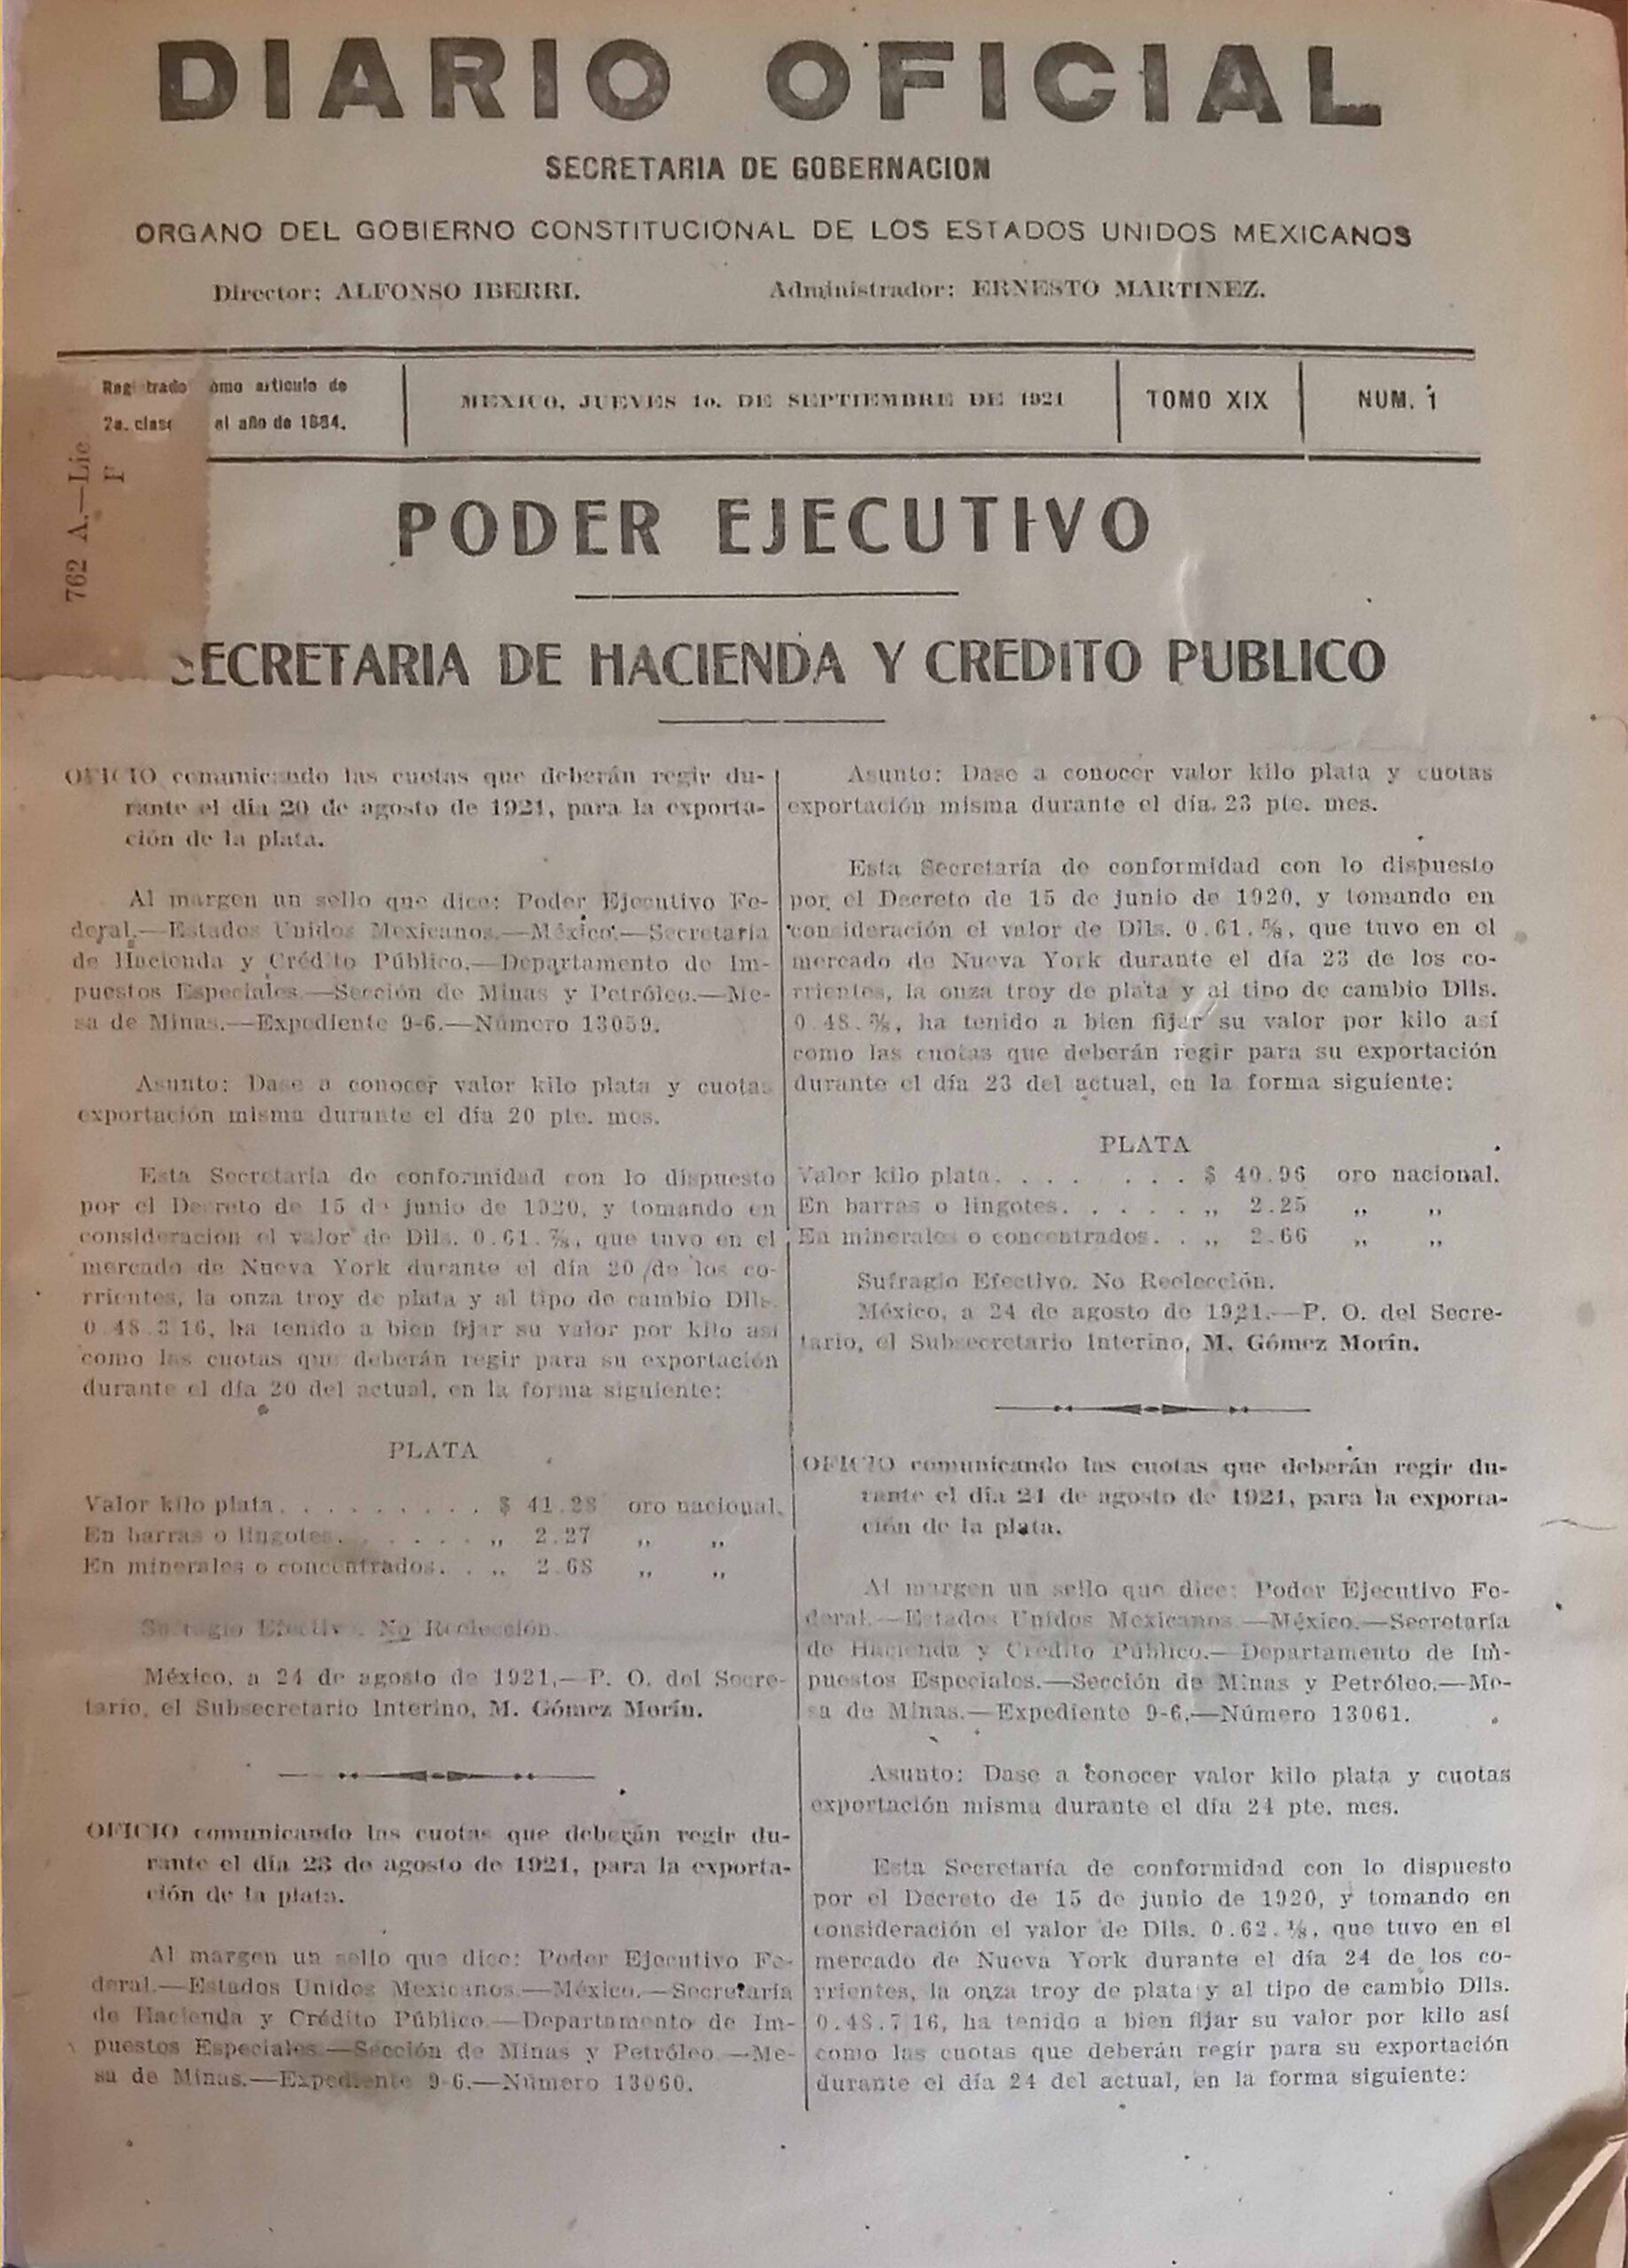 DIARIO OFICIAL
SECRETARIA DE GOBERNACION
ORGANO DEL GOBIERNO CONSTITUCIONAL DE LOS ESTADOS UNIDOS MEXICANOS
Director: ALFONSO IBERRI. Administrador: ERNESTO MARTINEZ.
Registrado omo artículo de
2a. clase el año de 1884.
MEXICO, JUEVES 1o. DE SEPTIEMBRE DE 1921
TOMO XIX
NUM. 1
762 A.—Lic
F
PODER EJECUTIVO
SECRETARIA DE HACIENDA Y CREDITO PUBLICO
OFICIO comunicando las cuotas que deberán regir du-
rante el día 20 de agosto de 1921, para la exporta-
ción de la plata.
Al margen un sello que dice: Poder Ejecutivo Fe-
deral.—Estados Unidos Mexicanos.—México.—Secretaría
de Hacienda y Crédito Público.—Departamento de Im-
puestos Especiales.—Sección de Minas y Petróleo.—Me-
sa de Minas.—Expediente 9-6.—Número 13059.
Asunto: Dase a conocer valor kilo plata y cuotas
exportación misma durante el día 20 pte. mes.
Esta Secretaría de conformidad con lo dispuesto
por el Decreto de 15 de junio de 1920, y tomando en
consideración el valor de Dlls. 0.61.⅞, que tuvo en el
mercado de Nueva York durante el día 20 de los co-
rrientes, la onza troy de plata y al tipo de cambio Dlls.
0.48.3 16, ha tenido a bien fijar su valor por kilo así
como las cuotas que deberán regir para su exportación
durante el día 20 del actual, en la forma siguiente:
PLATA
Valor kilo plata. . . . . . . . . . $ 41.28 oro nacional.
En barras o lingotes. . . . . . . ,, 2.27 ,, ,,
En minerales o concentrados. . ,, 2.68 ,, ,,
Sufragio Efectivo. No Reelección.
México, a 24 de agosto de 1921.—P. O. del Secre-
tario, el Subsecretario Interino, M. Gómez Morín.
OFICIO comunicando las cuotas que deberán regir du-
rante el día 23 de agosto de 1921, para la exporta-
ción de la plata.
Al margen un sello que dice: Poder Ejecutivo Fe-
deral.—Estados Unidos Mexicanos.—México.—Secretaría
de Hacienda y Crédito Público.—Departamento de Im-
puestos Especiales.—Sección de Minas y Petróleo.—Me-
sa de Minas.—Expediente 9-6.—Número 13060.
Asunto: Dase a conocer valor kilo plata y cuotas
exportación misma durante el día 23 pte. mes.
Esta Secretaría de conformidad con lo dispuesto
por el Decreto de 15 de junio de 1920, y tomando en
consideración el valor de Dlls. 0.61.⅝, que tuvo en el
mercado de Nueva York durante el día 23 de los co-
rrientes, la onza troy de plata y al tipo de cambio Dlls.
0.48. ha tenido a bien fijar su valor por kilo así
como las cuotas que deberán regir para su exportación
durante el día 23 del actual, en la forma siguiente:
PLATA
Valor kilo plata. . . . . . . . . $ 40.96 oro nacional.
En barras o lingotes. . . . . . ,, 2.25 ,, ,,
En minerales o concentrados. . ,, 2.66 ,, ,,
Sufragio Efectivo. No Reelección.
México, a 24 de agosto de 1921.—P. O. del Secre-
tario, el Subsecretario Interino, M. Gómez Morín.
OFICIO comunicando las cuotas que deberán regir du-
rante el día 24 de agosto de 1921, para la exporta-
ción de la plata.
Al margen un sello que dice: Poder Ejecutivo Fe-
deral.—Estados Unidos Mexicanos.—México.—Secretaría
de Hacienda y Crédito Público.—Departamento de Im-
puestos Especiales.—Sección de Minas y Petróleo.—Me-
sa de Minas.—Expediente 9-6.—Número 13061.
Asunto: Dase a conocer valor kilo plata y cuotas
exportación misma durante el día 24 pte. mes.
Esta Secretaría de conformidad con lo dispuesto
por el Decreto de 15 de junio de 1920, y tomando en
consideración el valor de Dlls. 0.62.⅛, que tuvo en el
mercado de Nueva York durante el día 24 de los co-
rrientes, la onza troy de plata y al tipo de cambio Dlls.
0.48.7 16, ha tenido a bien fijar su valor por kilo así
como las cuotas que deberán regir para su exportación
durante el día 24 del actual, en la forma siguiente: